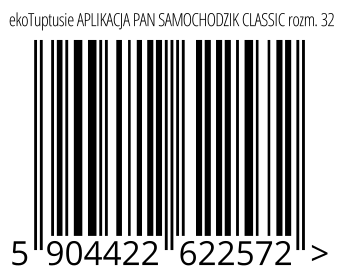 ekoTuptusie APLIKACJA PAN SAMOCHODZIK CLASSIC rozm. 32
5 904422 622572 >